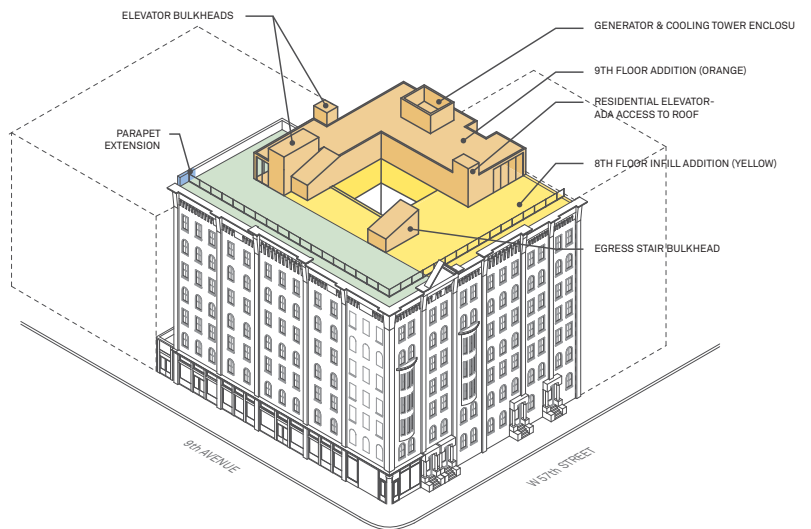 ELEVATOR BULKHEADS
GENERATOR & COOLING TOWER ENCLOSU
9TH FLOOR ADDITION (ORANGE)
RESIDENTIAL ELEVATOR-
ADA ACCESS TO ROOF
PARAPET
EXTENSION
8TH FLOOR INFILL ADDITION (YELLOW)
EGRESS STAIR BULKHEAD
9th AVENUE
W 57th STREET